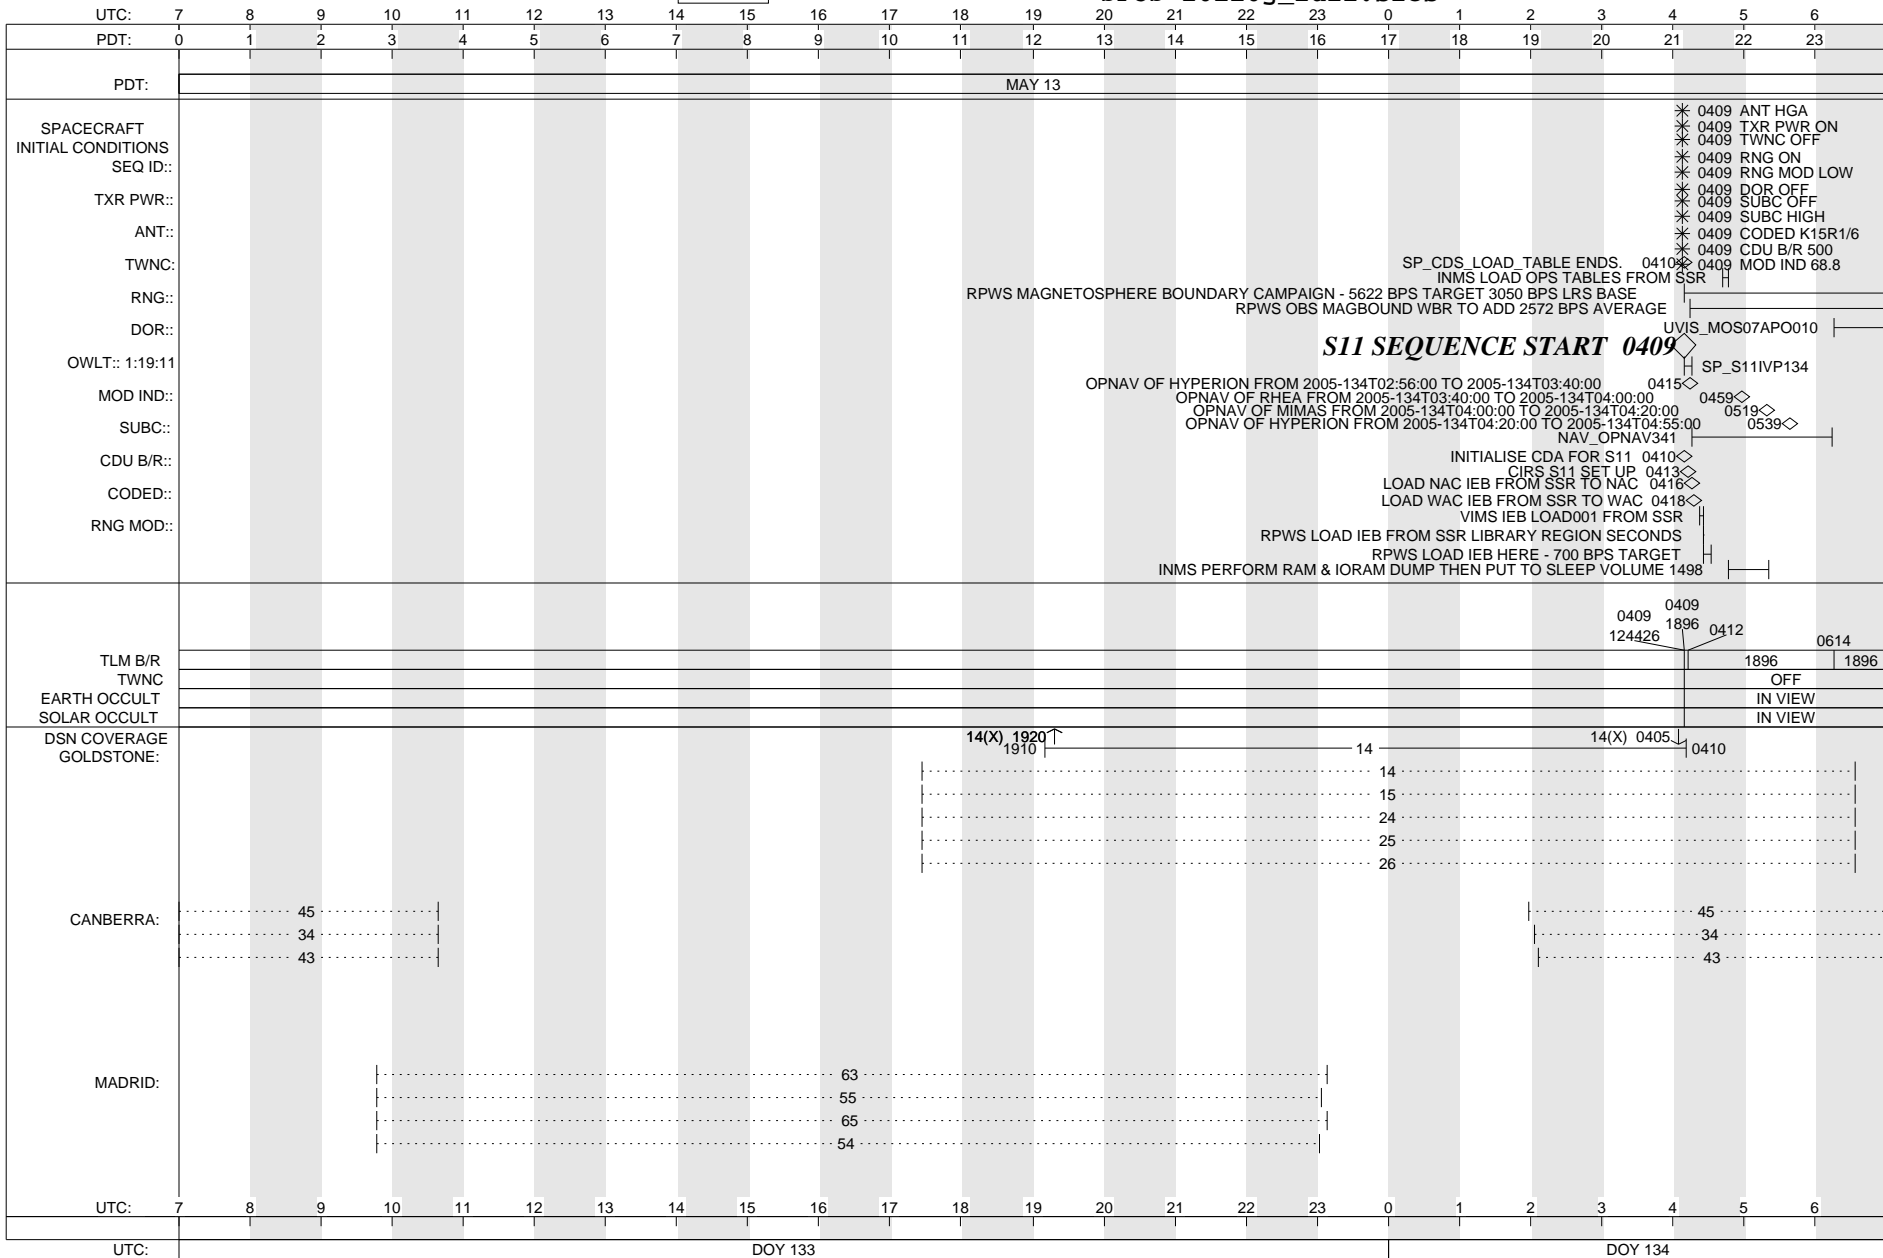 UTC: 7 8 9 10 11 12 13 14 15 16 17 18 19 20 21 22 23 0 1 2 3 4 5 6
PDT: 0 1 2 3 4 5 6 7 8 9 10 11 12 13 14 15 16 17 18 19 20 21 22 23
PDT: MAY 13
SPACECRAFT
INITIAL CONDITIONS
SEQ ID::
TXR PWR::
ANT::
TWNC:
RNG::
DOR::
OWLT:: 1:19:11
MOD IND::
SUBC::
CDU B/R::
CODED::
RNG MOD::
0409 ANT HGA
0409 TXR PWR ON
0409 TWNC OFF
0409 RNG ON
0409 RNG MOD LOW
0409 DOR OFF
0409 SUBC OFF
0409 SUBC HIGH
0409 CODED K15R1/6
0409 CDU B/R 500
0409 MOD IND 68.8
SP_CDS_LOAD_TABLE ENDS. 0410
INMS LOAD OPS TABLES FROM SSR
RPWS MAGNETOSPHERE BOUNDARY CAMPAIGN - 5622 BPS TARGET 3050 BPS LRS BASE
RPWS OBS MAGBOUND WBR TO ADD 2572 BPS AVERAGE
UVIS_MOS07APO010
S11 SEQUENCE START 0409
SP_S11IVP134
OPNAV OF HYPERION FROM 2005-134T02:56:00 TO 2005-134T03:40:00 0415
OPNAV OF RHEA FROM 2005-134T03:40:00 TO 2005-134T04:00:00 0459
OPNAV OF MIMAS FROM 2005-134T04:00:00 TO 2005-134T04:20:00 0519
OPNAV OF HYPERION FROM 2005-134T04:20:00 TO 2005-134T04:55:00 0539
NAV_OPNAV341
INITIALISE CDA FOR S11 0410
CIRS S11 SET UP 0413
LOAD NAC IEB FROM SSR TO NAC 0416
LOAD WAC IEB FROM SSR TO WAC 0418
VIMS IEB LOAD001 FROM SSR
RPWS LOAD IEB FROM SSR LIBRARY REGION SECONDS
RPWS LOAD IEB HERE - 700 BPS TARGET
INMS PERFORM RAM & IORAM DUMP THEN PUT TO SLEEP VOLUME 1498
0409 0409
124426 1896 0412 0614
TLM B/R 1896 1896
TWNC OFF
EARTH OCCULT IN VIEW
SOLAR OCCULT IN VIEW
DSN COVERAGE 14(X) 1920 14(X) 0405
GOLDSTONE: 1910 14 0410
14
15
24
25
26
CANBERRA: 45 45
34 34
43 43
MADRID: 63
55
65
54
UTC: 7 8 9 10 11 12 13 14 15 16 17 18 19 20 21 22 23 0 1 2 3 4 5 6
UTC: DOY 133 DOY 134